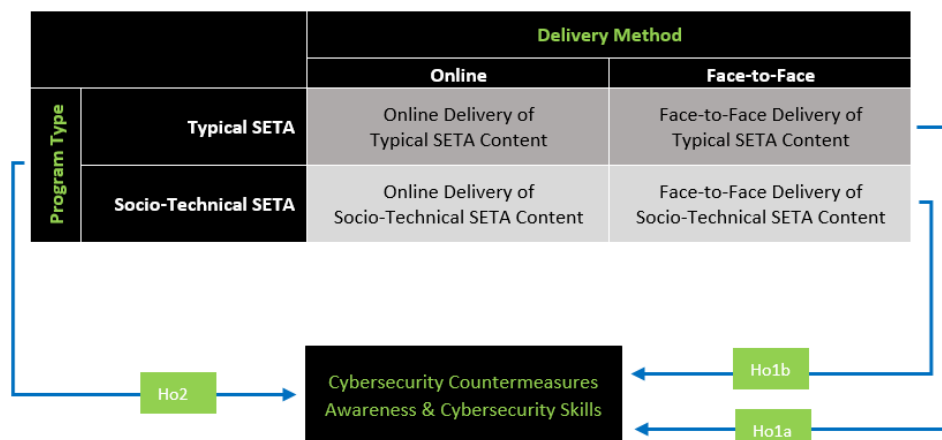 Delivery Method
Online
Face-to-Face
Program Type
Typical SETA
Online Delivery of
Typical SETA Content
Face-to-Face Delivery of
Typical SETA Content
Socio-Technical SETA
Online Delivery of
Socio-Technical SETA Content
Face-to-Face Delivery of
Socio-Technical SETA Content
Ho2
Cybersecurity Countermeasures
Awareness & Cybersecurity Skills
Ho1b
Ho1a